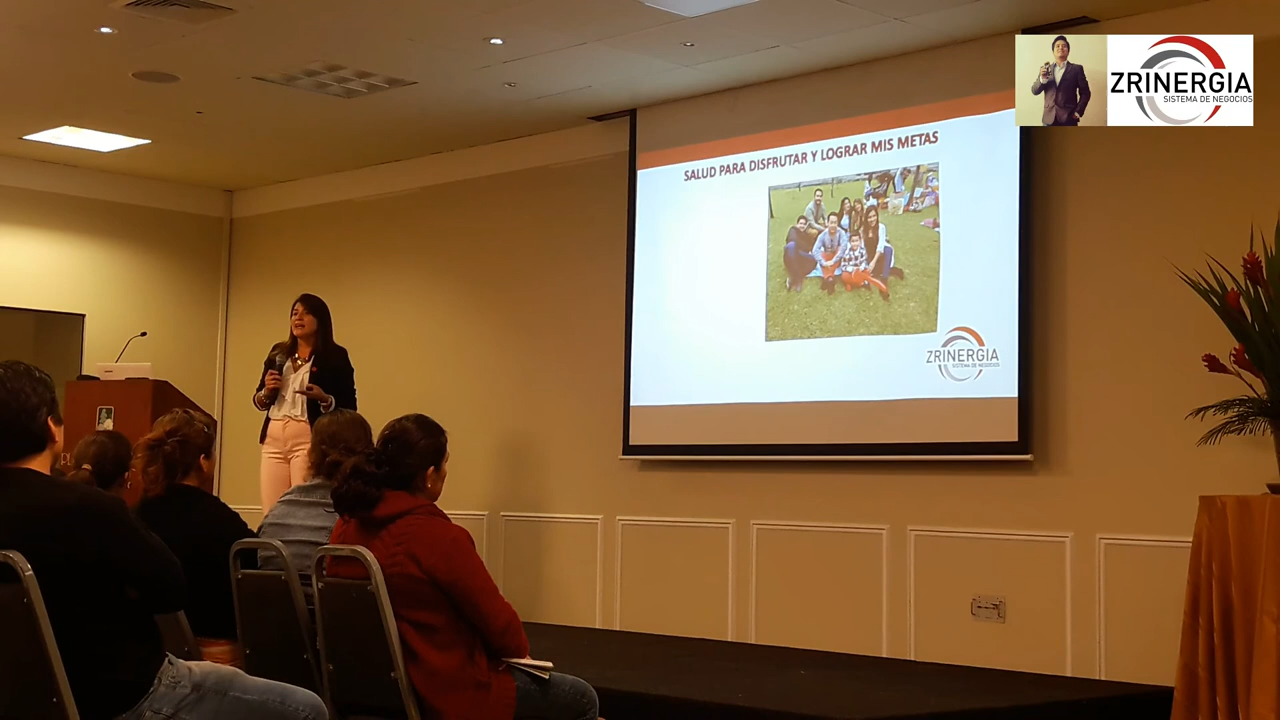 ZRINERGIA
SISTEMA DE NEGOCIOS
SALUD PARA DISFRUTAR Y LOGRAR MIS METAS
ZRINERGIA
SISTEMA DE NEGOCIOS